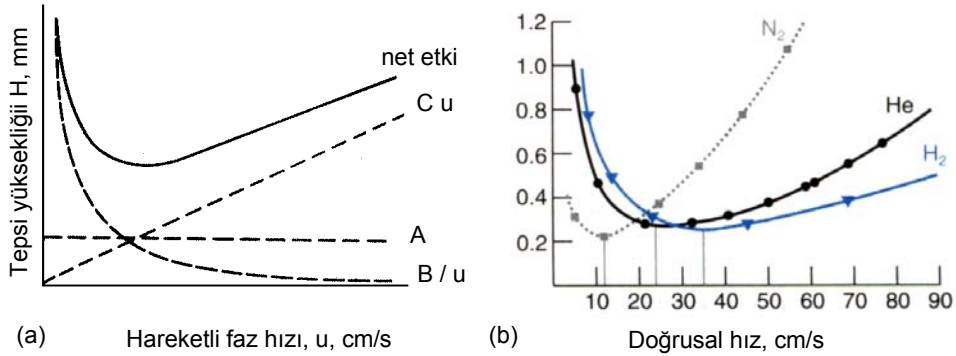 Tepsi yüksekliğii H, mm
net etki
C u
A
B / u
(a)
Hareketli faz hızı, u, cm/s
1.2
1.0
0.8
0.6
0.4
0.2
N2
He
H2
10 20 30 40 50 60 70 80 90
(b)
Doğrusal hız, cm/s